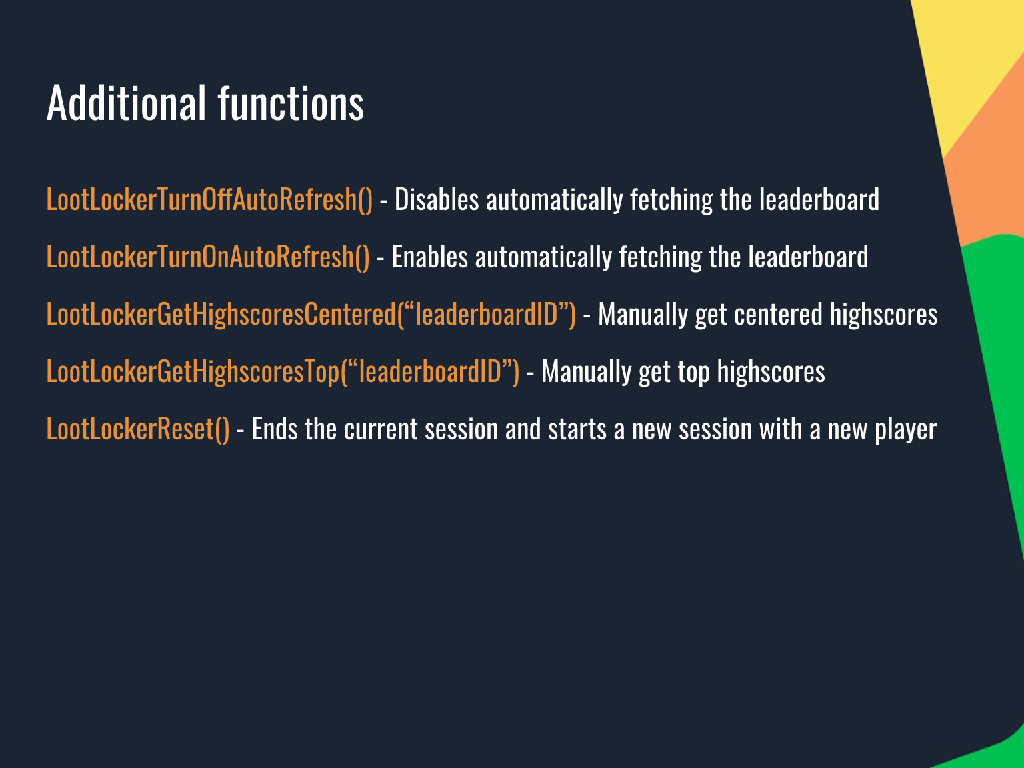 Additional functions
LootLockerTurnOffAutoRefresh() - Disables automatically fetching the leaderboard
LootLockerTurnOnAutoRefresh() - Enables automatically fetching the leaderboard
LootLockerGetHighscoresCentered(“leaderboardID”) - Manually get centered highscores
LootLockerGetHighscoresTop(“leaderboardID”) - Manually get top highscores
LootLockerReset() - Ends the current session and starts a new session with a new player